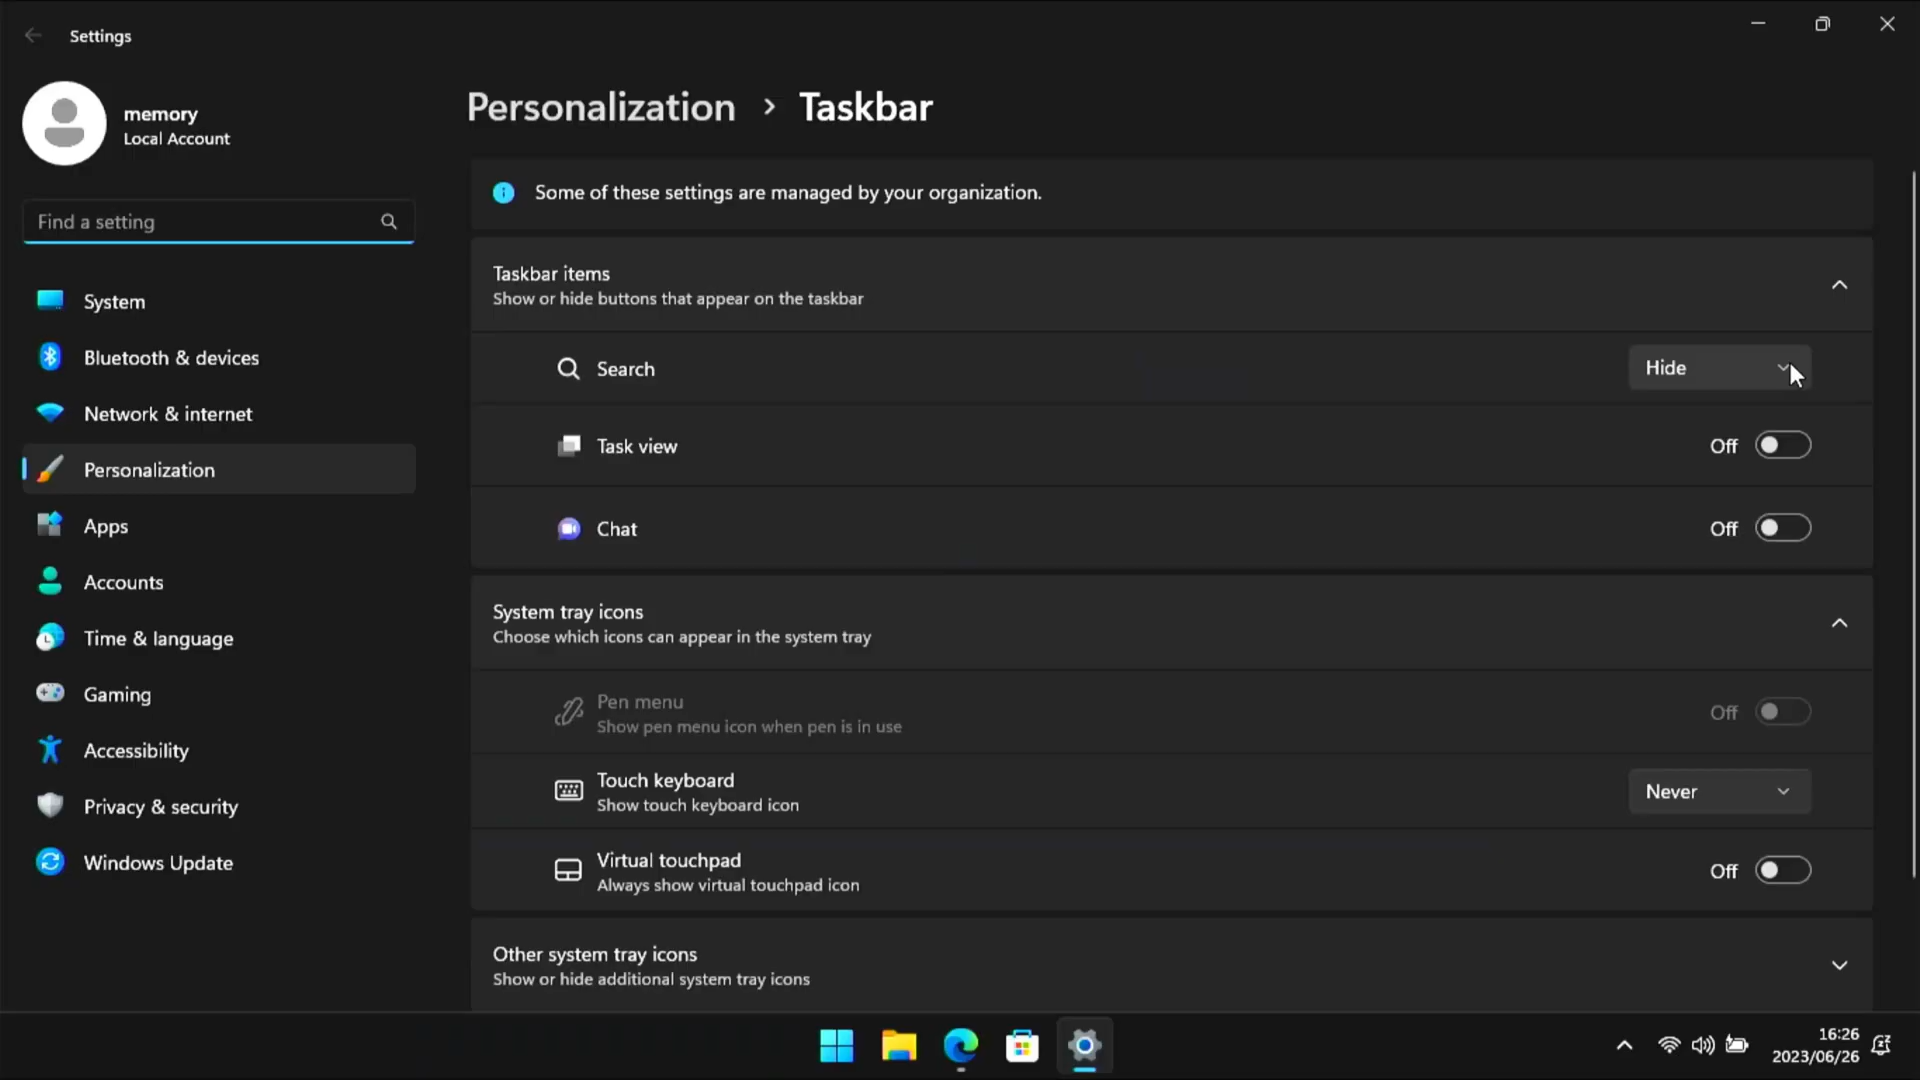 Settings
memory
Local Account
Find a setting
System
Bluetooth & devices
Network & internet
Personalization
Apps
Accounts
Time & language
Gaming
Accessibility
Privacy & security
Windows Update
Personalization > Taskbar
Some of these settings are managed by your organization.
Taskbar items
Show or hide buttons that appear on the taskbar
Search
Hide
Task view
Off
Chat
Off
System tray icons
Choose which icons can appear in the system tray
Pen menu
Show pen menu icon when pen is in use
Off
Touch keyboard
Show touch keyboard icon
Never
Virtual touchpad
Always show virtual touchpad icon
Off
Other system tray icons
Show or hide additional system tray icons
16:26
2023/06/26